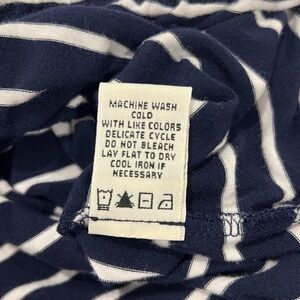 MACHINE WASH
COLD
WITH LIKE COLORS
DELICATE CYCLE
DO NOT BLEACH
LAY FLAT TO DRY
COOL IRON IF
NECESSARY